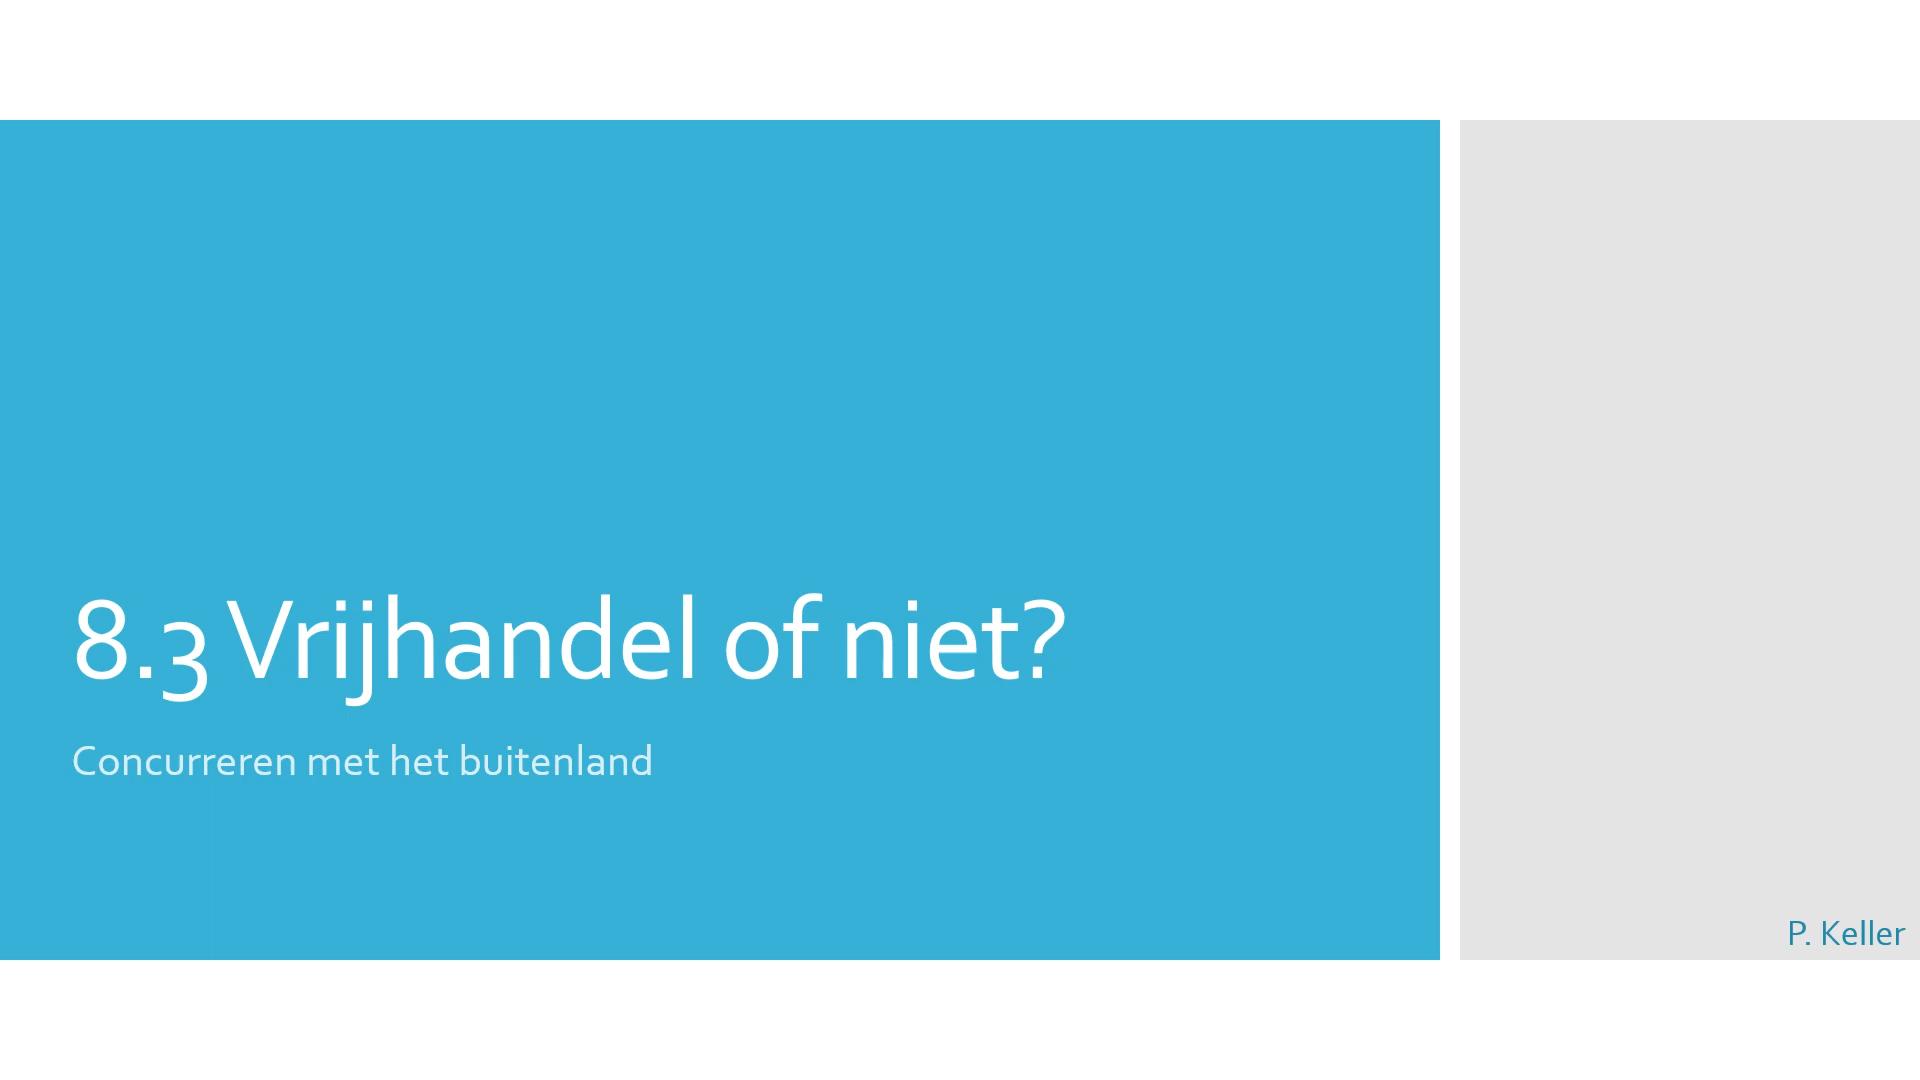 8.3 Vrijhandel of niet?
Concurreren met het buitenland
P. Keller